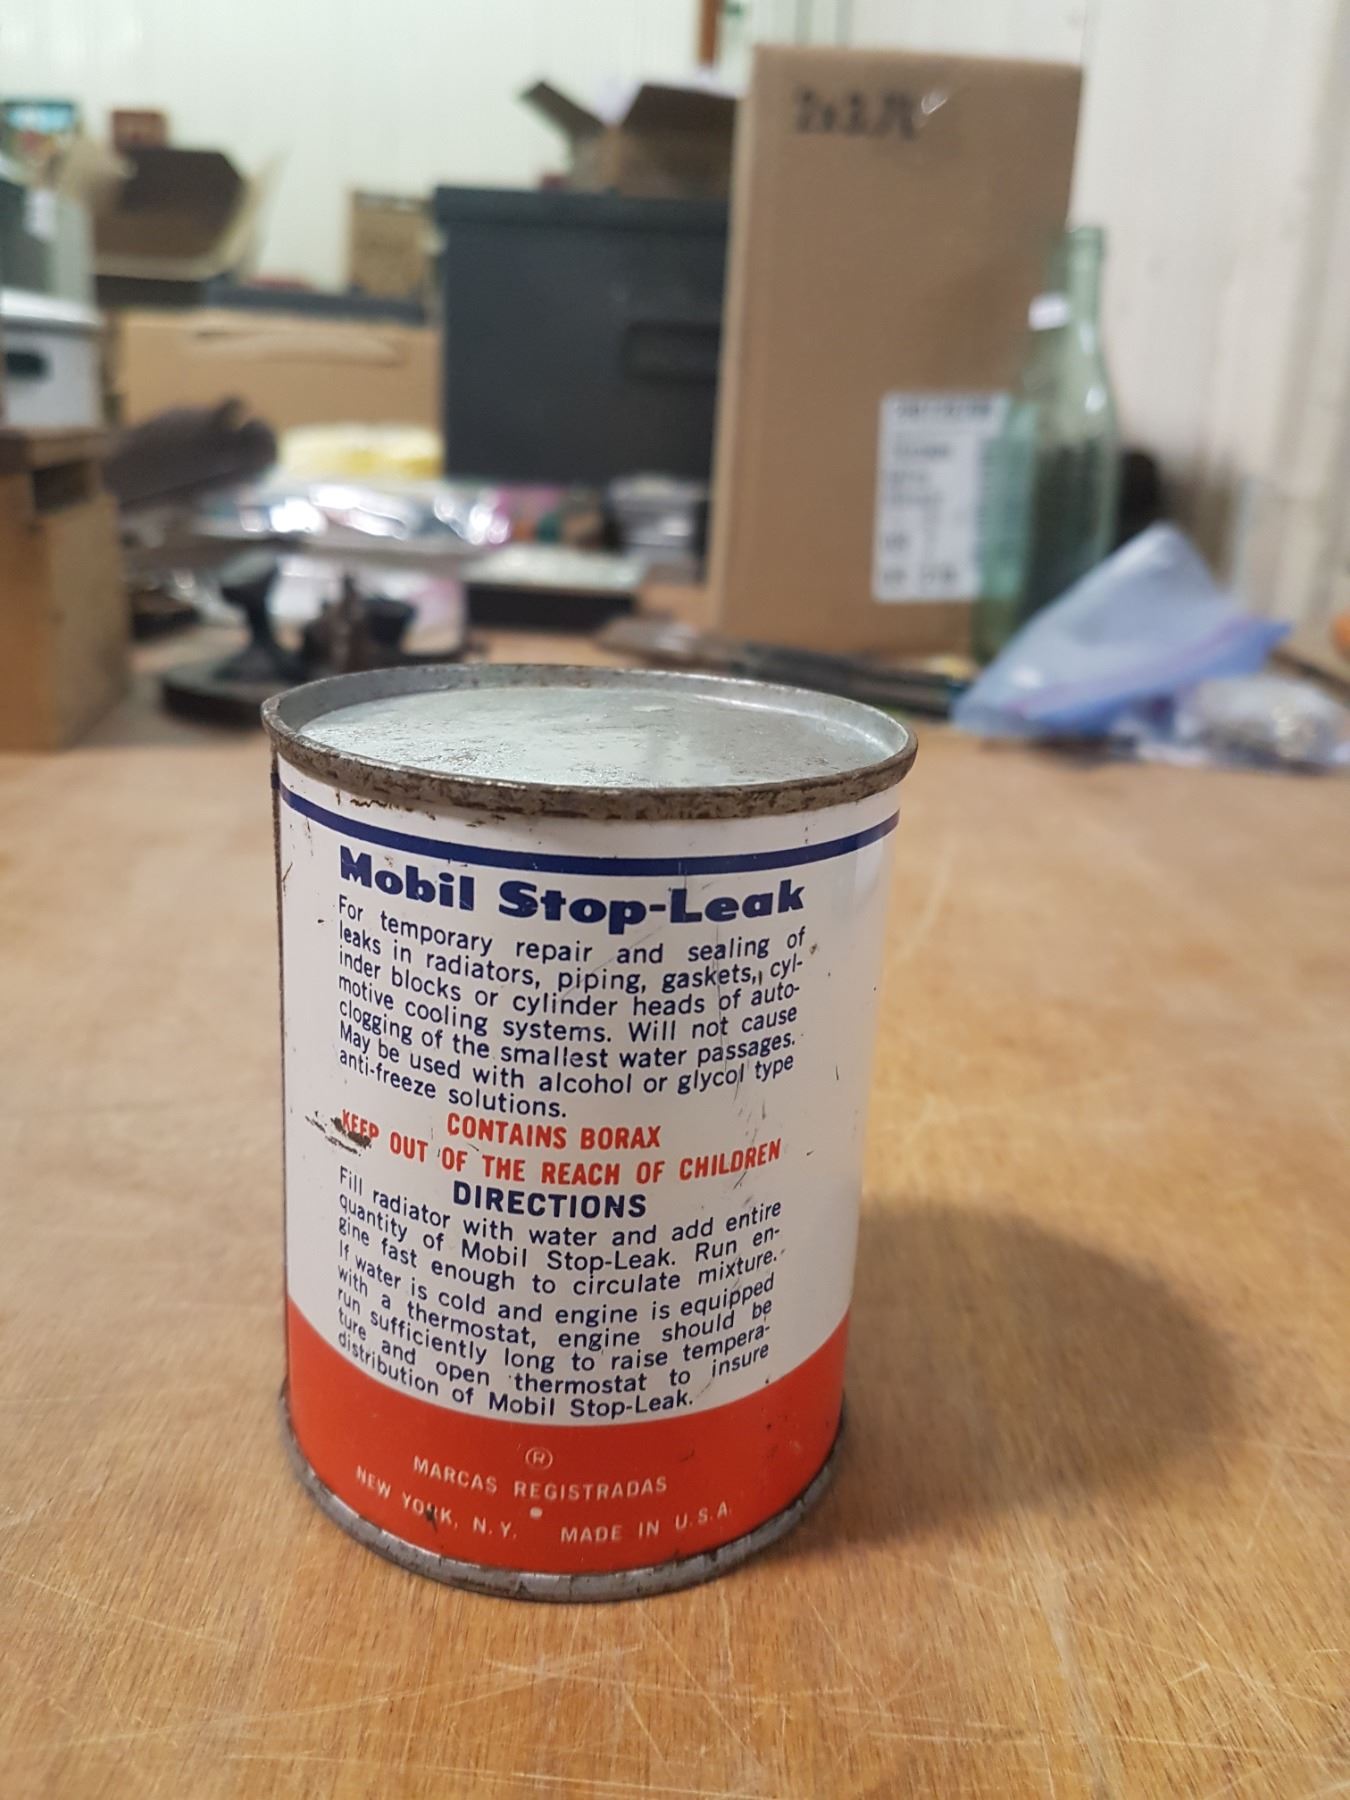 Mobil Stop-Leak
For temporary repair and sealing of
leaks in radiators, piping, gaskets, cyl-
inder blocks or cylinder heads of auto-
motive cooling systems. Will not cause
clogging of the smallest water passages.
May be used with alcohol or glycol type
anti-freeze solutions.
CONTAINS BORAX
KEEP OUT OF THE REACH OF CHILDREN
DIRECTIONS
Fill radiator with water and add entire
quantity of Mobil Stop-Leak. Run en-
gine fast enough to circulate mixture.
If water is cold and engine is equipped
with a thermostat, engine should be
run sufficiently long to raise tempera-
ture and open thermostat to insure
distribution of Mobil Stop-Leak.
®
MARCAS REGISTRADAS
NEW YORK, N.Y. • MADE IN U.S.A.